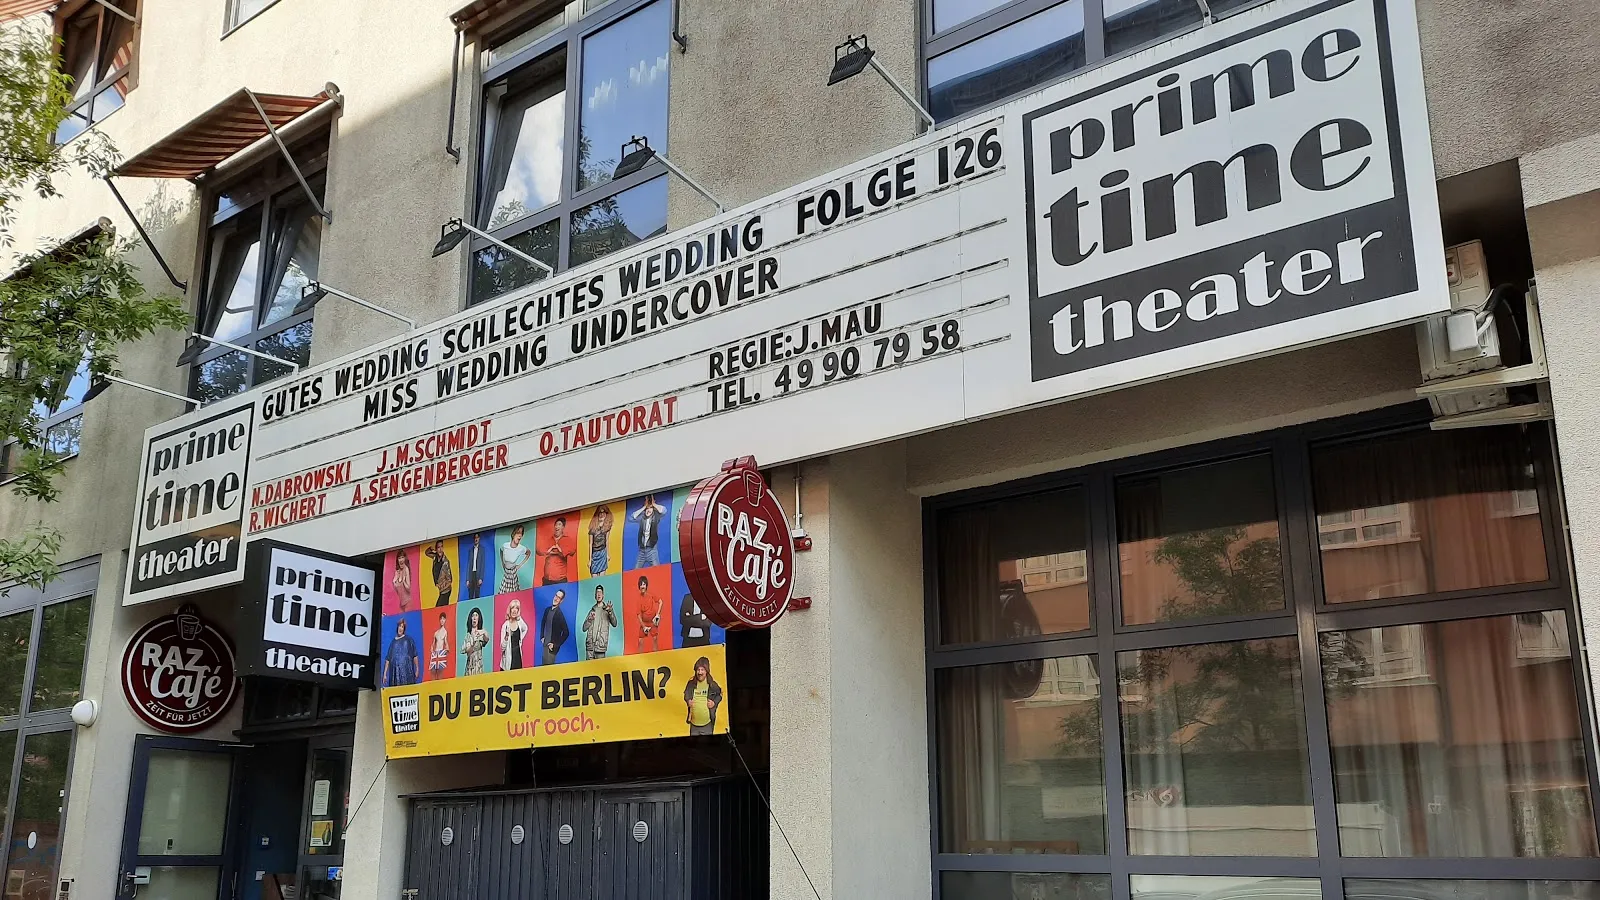 GUTES WEDDING SCHLECHTES WEDDING FOLGE 126
MISS WEDDING UNDERCOVER
REGIE:J.MAU
TEL. 49 90 79 58
N.DABROWSKI J.M.SCHMIDT
R.WICHERT A.SENGENBERGER O.TAUTORAT
prime
time
theater
prime
time
theater
prime
time
theater
RAZ
Café
ZEIT FÜR JETZT
RAZ
Café
ZEIT FÜR JETZT
prime
time
theater
DU BIST BERLIN?
wir ooch.